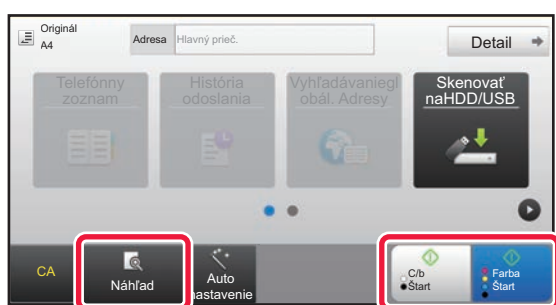 Originál
A4
Adresa
Hlavný prieč.
Detail
Telefónny
zoznam
História
odoslania
Vyhľadávaniegl
obál. Adresy
Skenovať
naHDD/USB
CA
Náhľad
Auto
nastavenie
C/b
Štart
Farba
Štart